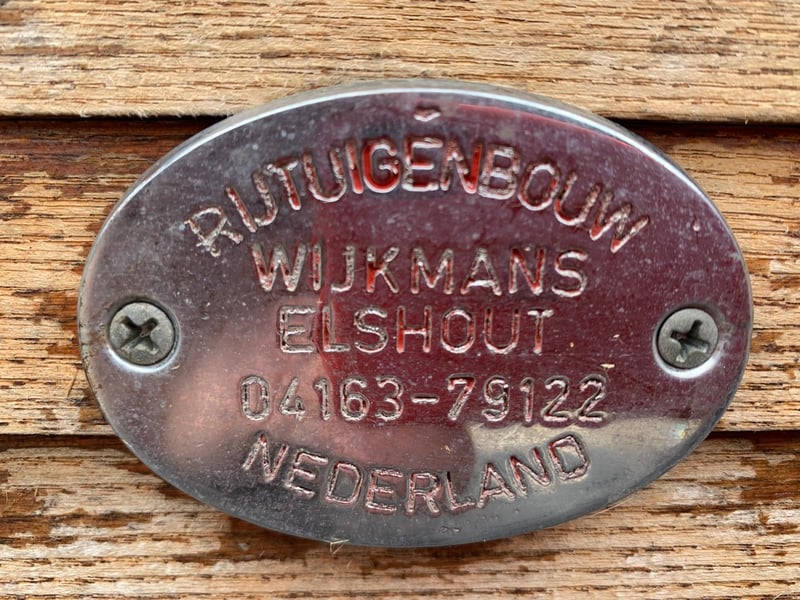 RIJTUIGENBOUW
WIJKMANS
ELSHOUT
04163-79122
NEDERLAND